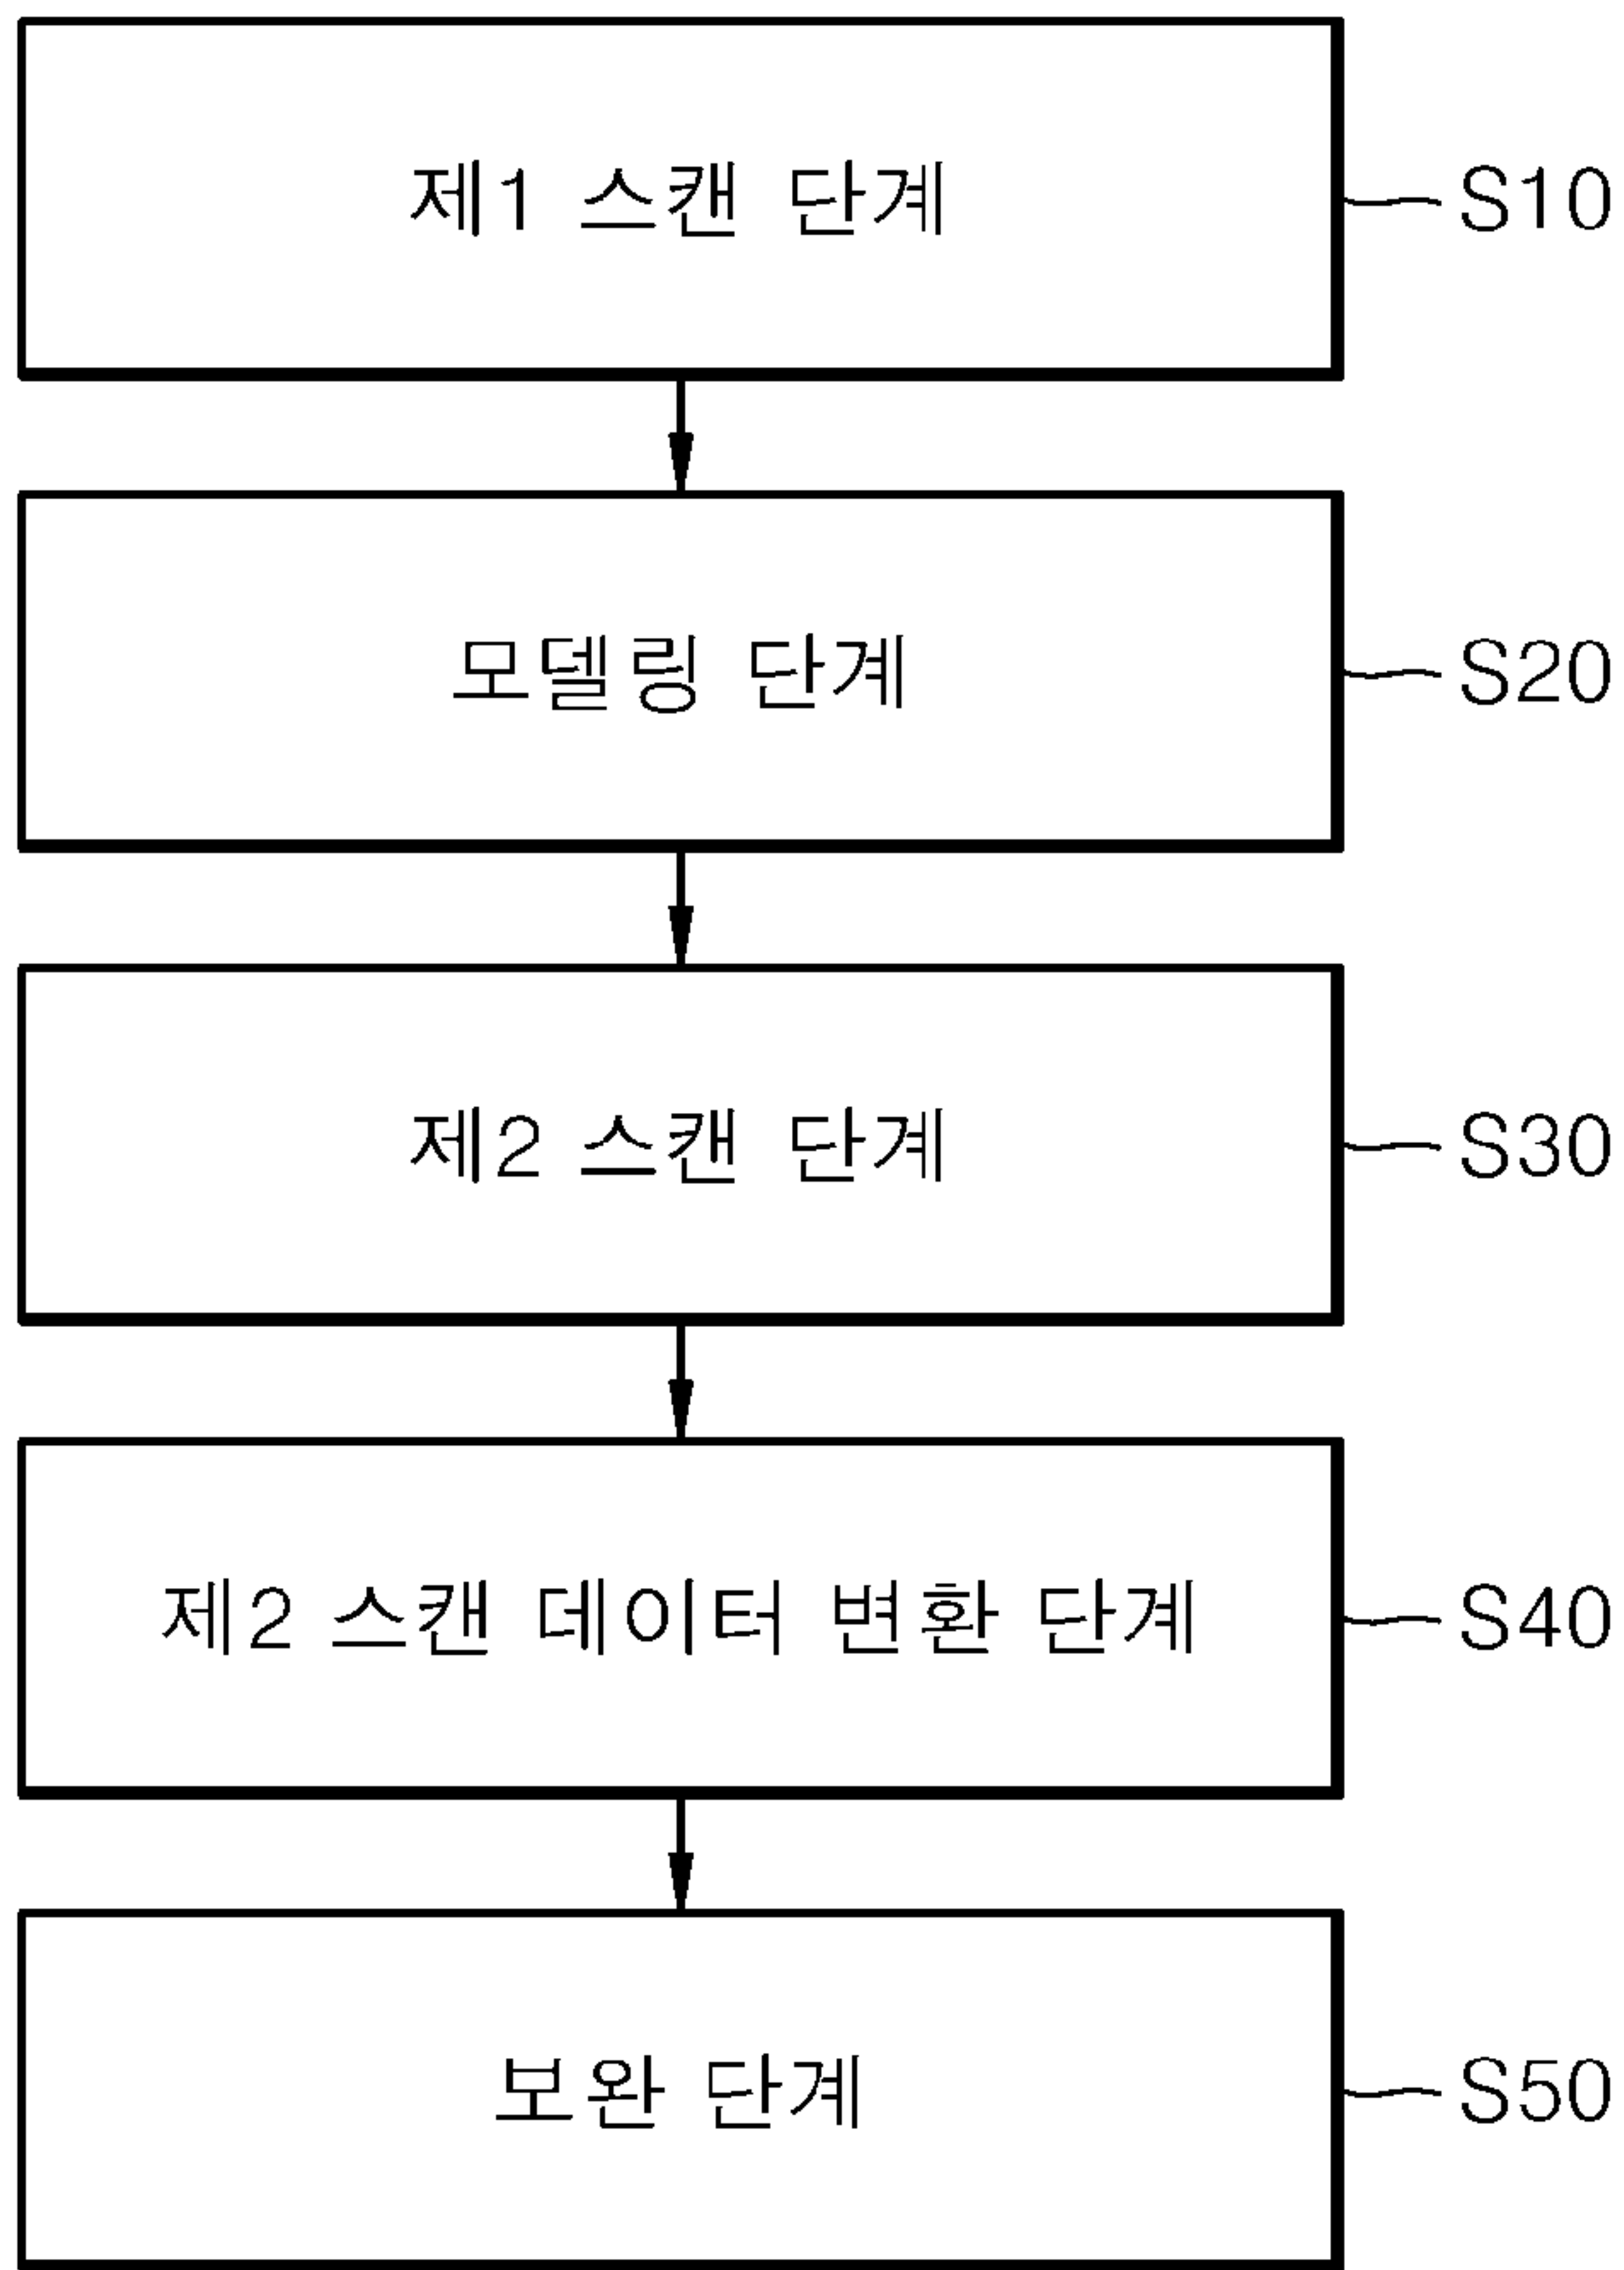 제1 스캔 단계 S10
모델링 단계 S20
제2 스캔 단계 S30
제2 스캔 데이터 변환 단계 S40
보완 단계 S50